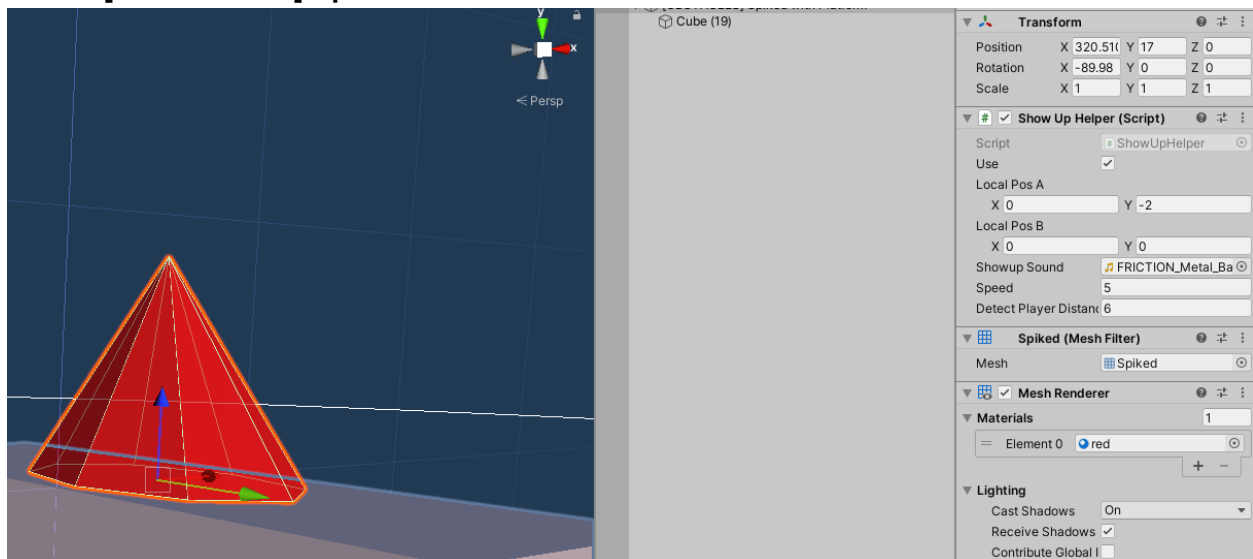 y
x
< Persp
Cube (19)
Transform
Position X 320.51( Y 17 Z 0
Rotation X -89.98 Y 0 Z 0
Scale X 1 Y 1 Z 1
# Show Up Helper (Script)
Script # ShowUpHelper
Use
Local Pos A
X 0 Y -2
Local Pos B
X 0 Y 0
Showup Sound FRICTION_Metal_Ba
Speed 5
Detect Player Distanc 6
Spiked (Mesh Filter)
Mesh Spiked
Mesh Renderer
Materials 1
= Element 0 red
+ −
Lighting
Cast Shadows On
Receive Shadows
Contribute Global I